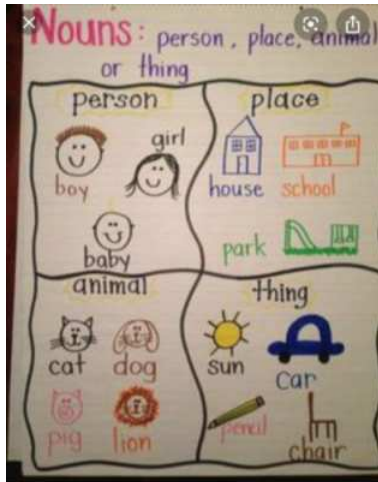 Nouns: person, place, animal
or thing
person
girl
boy
baby
place
house school
park
animal
cat dog
pig lion
thing
sun
car
pencil
chair